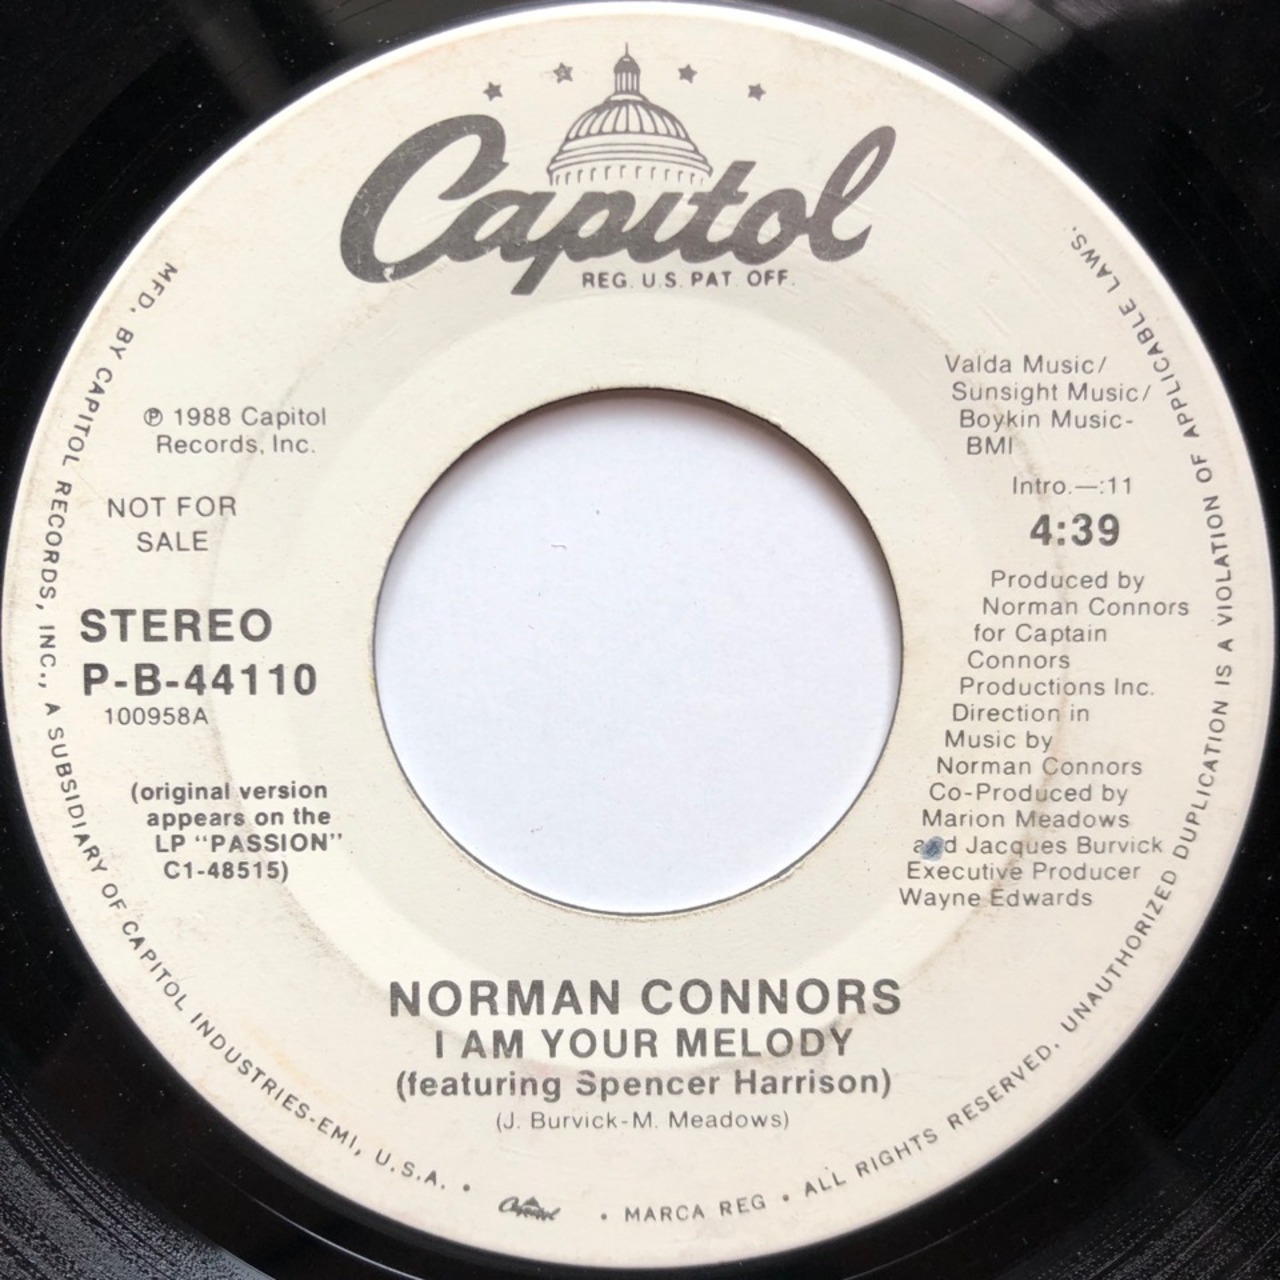 Capitol
REG. U.S. PAT. OFF.
℗ 1988 Capitol
Records, Inc.
NOT FOR
SALE
STEREO
P-B-44110
100958A
(original version
appears on the
LP “PASSION”
C1-48515)
Valda Music/
Sunsight Music/
Boykin Music-
BMI
Intro.—:11
4:39
Produced by
Norman Connors
for Captain
Connors
Productions Inc.
Direction in
Music by
Norman Connors
Co-Produced by
Marion Meadows
and Jacques Burvick
Executive Producer
Wayne Edwards
NORMAN CONNORS
I AM YOUR MELODY
(featuring Spencer Harrison)
(J. Burvick-M. Meadows)
MFD. BY CAPITOL RECORDS, INC., A SUBSIDIARY OF CAPITOL INDUSTRIES-EMI, U.S.A. • Capitol • MARCA REG • ALL RIGHTS RESERVED. UNAUTHORIZED DUPLICATION IS A VIOLATION OF APPLICABLE LAWS.